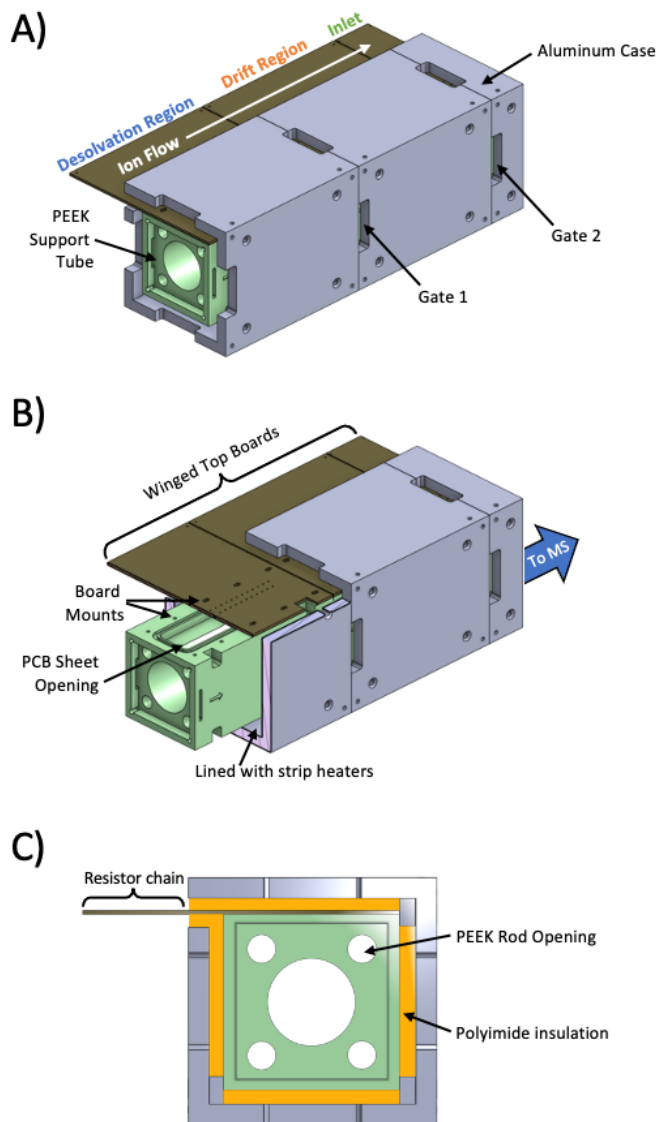 A)
Inlet
Drift Region
Desolvation Region
Ion Flow
Aluminum Case
PEEK
Support
Tube
Gate 2
Gate 1
B)
Winged Top Boards
To MS
Board
Mounts
PCB Sheet
Opening
Lined with strip heaters
C)
Resistor chain
PEEK Rod Opening
Polyimide insulation